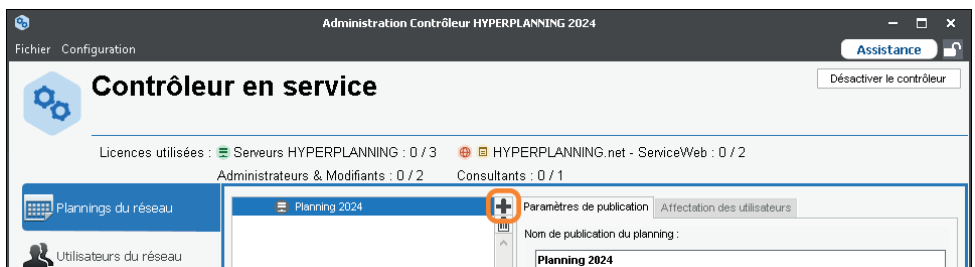 Administration Contrôleur HYPERPLANNING 2024
Fichier Configuration Assistance
Contrôleur en service Désactiver le contrôleur
Licences utilisées : Serveurs HYPERPLANNING : 0 / 3 HYPERPLANNING.net - ServiceWeb : 0 / 2
Administrateurs & Modifiants : 0 / 2 Consultants : 0 / 1
Plannings du réseau Planning 2024 Paramètres de publication Affectation des utilisateurs
Nom de publication du planning :
Utilisateurs du réseau Planning 2024